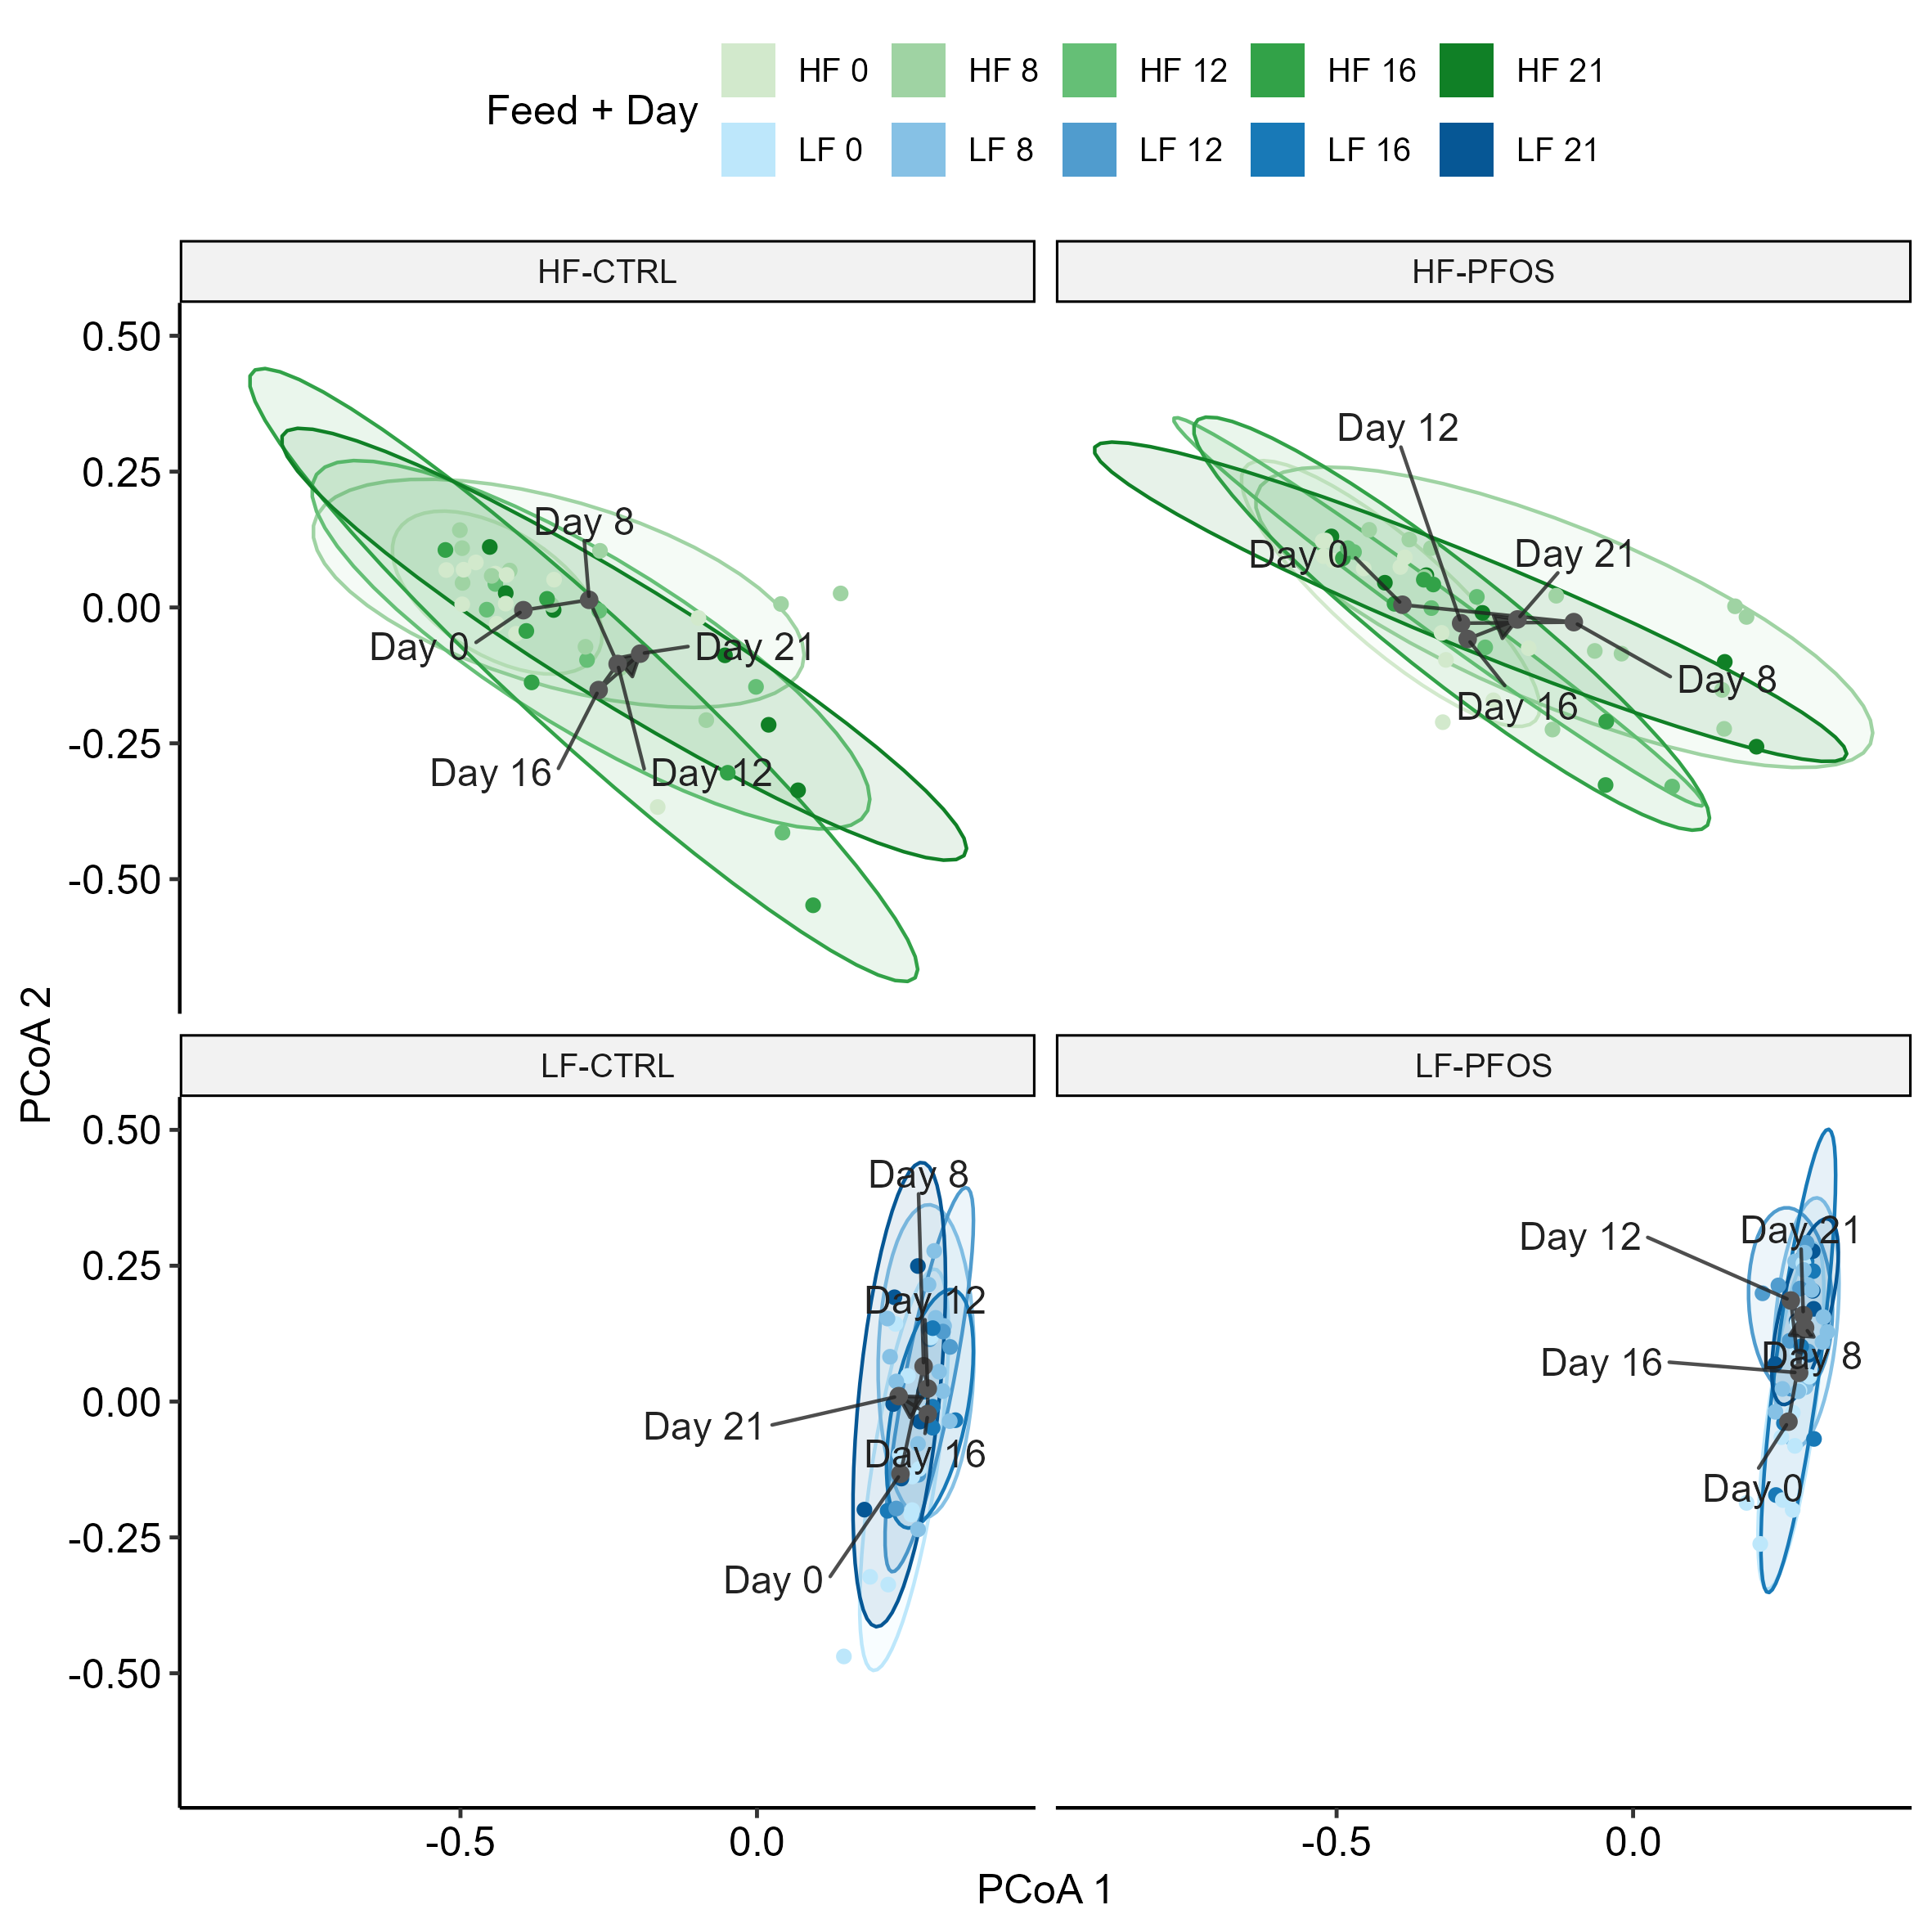 Feed + Day
HF 0 HF 8 HF 12 HF 16 HF 21
LF 0 LF 8 LF 12 LF 16 LF 21
HF-CTRL
0.50
0.25
0.00
-0.25
-0.50
Day 8
Day 0
Day 21
Day 16
Day 12
HF-PFOS
Day 12
Day 0
Day 21
Day 8
Day 16
PCoA 2
LF-CTRL
0.50
0.25
0.00
-0.25
-0.50
Day 8
Day 12
Day 21
Day 16
Day 0
-0.5
0.0
LF-PFOS
Day 12
Day 21
Day 16
Day 8
Day 0
-0.5
0.0
PCoA 1